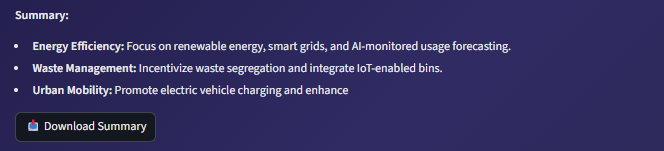 Summary:
• Energy Efficiency: Focus on renewable energy, smart grids, and AI-monitored usage forecasting.
• Waste Management: Incentivize waste segregation and integrate IoT-enabled bins.
• Urban Mobility: Promote electric vehicle charging and enhance
Download Summary